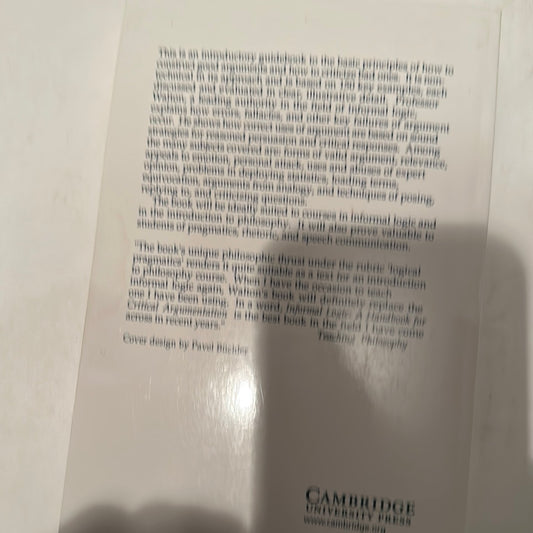 This is an introductory guidebook to the basic principles of how to
construct good arguments and how to criticize bad ones. It is non-
technical in its approach and is based on 150 key examples, each
discussed and evaluated in clear, illustrative detail. Professor
Walton, a leading authority in the field of informal logic,
explains how errors, fallacies, and other key failures of argument
occur. He shows how correct uses of argument are based on sound
strategies for reasoned persuasion and critical responses. Among
the many subjects covered are forms of valid argument, relevance,
appeals to emotion, personal attack, uses and abuses of expert
opinion, problems in deploying statistics, loaded terms,
equivocation, arguments from analogy, and techniques of posing,
replying to, and criticizing questions.
The book will be ideally suited to courses in informal logic and
in the introduction to philosophy. It will also prove valuable to
students of pragmatics, rhetoric, and speech communication.
"The book's unique philosophic thrust under the rubric 'logical
pragmatics' renders it quite suitable as a text for an introduction
to philosophy course. When I have the occasion to teach
informal logic again, Walton's book will definitely replace the
one I have been using. In a word, Informal Logic: A Handbook for
Critical Argumentation is the best book in the field I have come
across in recent years."
Teaching Philosophy
Cover design by Pavel Büchler
CAMBRIDGE
UNIVERSITY PRESS
www.cambridge.org